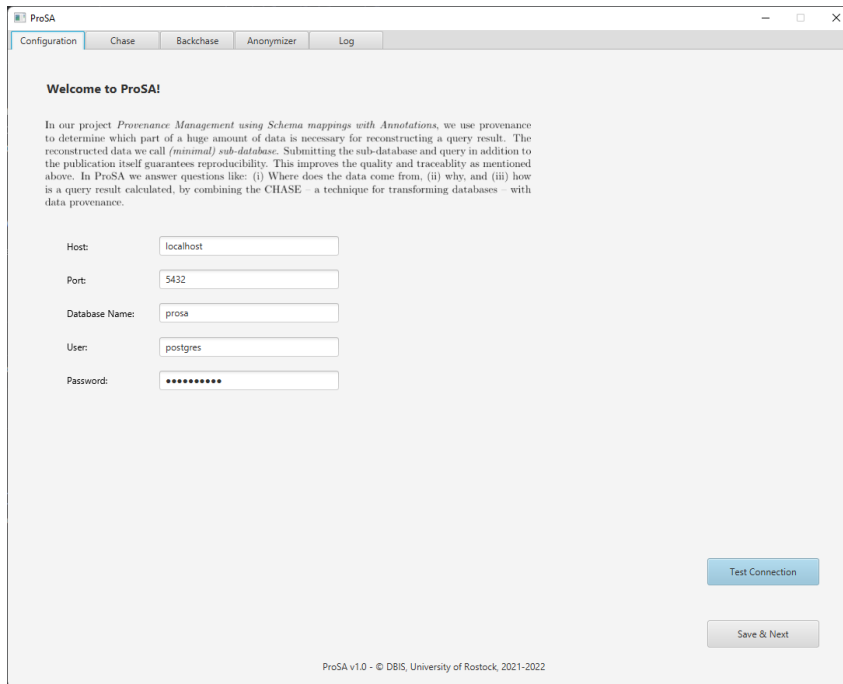 ProSA
Configuration Chase Backchase Anonymizer Log
Welcome to ProSA!
In our project Provenance Management using Schema mappings with Annotations, we use provenance
to determine which part of a huge amount of data is necessary for reconstructing a query result. The
reconstructed data we call (minimal) sub-database. Submitting the sub-database and query in addition to
the publication itself guarantees reproducibility. This improves the quality and traceablity as mentioned
above. In ProSA we answer questions like: (i) Where does the data come from, (ii) why, and (iii) how
is a query result calculated, by combining the CHASE – a technique for transforming databases – with
data provenance.
Host: localhost
Port: 5432
Database Name: prosa
User: postgres
Password: ••••••••••
Test Connection
Save & Next
ProSA v1.0 - © DBIS, University of Rostock, 2021-2022